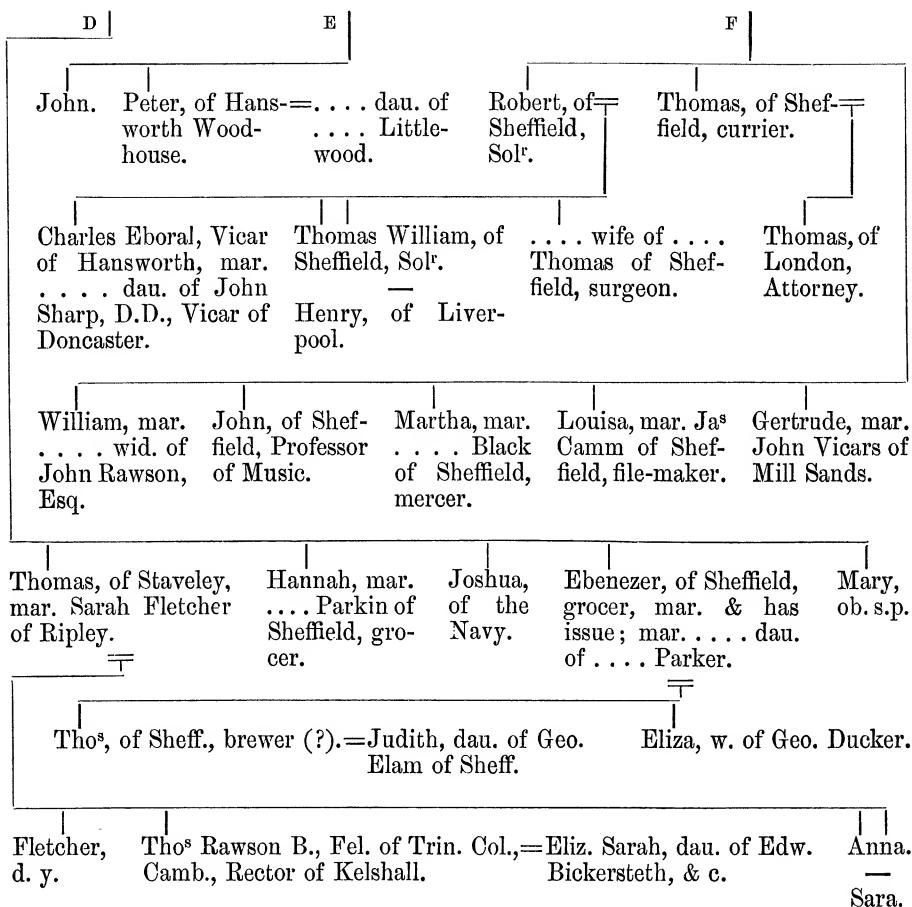 D E F
John. Peter, of Hans-=. . . . dau. of Robert, of Thomas, of Shef-
worth Wood- . . . . Little- Sheffield, field, currier.
house. wood. Solʳ.
Charles Eboral, Vicar
of Hansworth, mar.
. . . . dau. of John
Sharp, D.D., Vicar of
Doncaster.
Thomas William, of
Sheffield, Solʳ.
—
Henry, of Liver-
pool.
. . . . wife of . . . .
Thomas of Shef-
field, surgeon.
Thomas, of
London,
Attorney.
William, mar.
. . . . wid. of
John Rawson,
Esq.
John, of Shef-
field, Professor
of Music.
Martha, mar.
. . . . Black
of Sheffield,
mercer.
Louisa, mar. Jaˢ
Camm of Shef-
field, file-maker.
Gertrude, mar.
John Vicars of
Mill Sands.
Thomas, of Staveley,
mar. Sarah Fletcher
of Ripley.
Hannah, mar.
. . . . Parkin of
Sheffield, gro-
cer.
Joshua,
of the
Navy.
Ebenezer, of Sheffield,
grocer, mar. & has
issue; mar. . . . . dau.
of . . . . Parker.
Mary,
ob. s.p.
Thoˢ, of Sheff., brewer (?).=Judith, dau. of Geo.
Elam of Sheff.
Eliza, w. of Geo. Ducker.
Fletcher,
d. y.
Thoˢ Rawson B., Fel. of Trin. Col.,=Eliz. Sarah, dau. of Edw.
Camb., Rector of Kelshall. Bickersteth, & c.
Anna.
—
Sara.